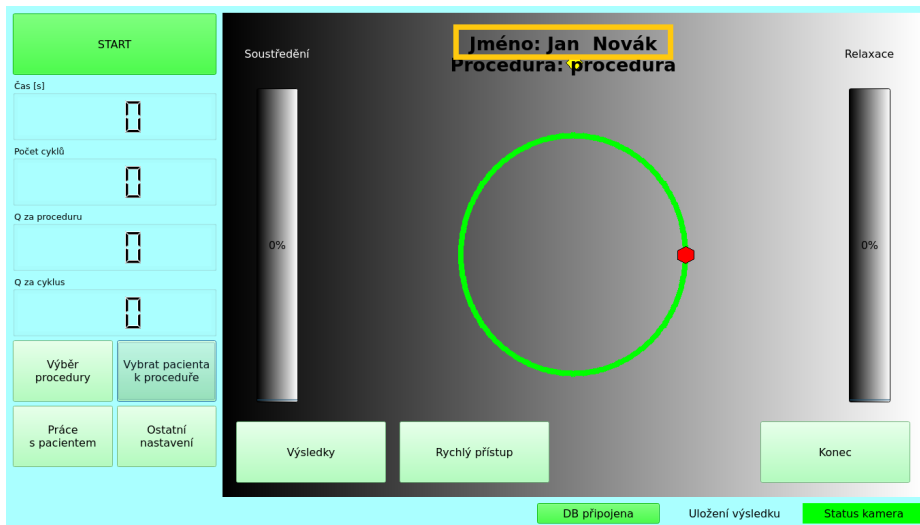 START
Čas [s]
0
Počet cyklů
0
Q za proceduru
0
Q za cyklus
0
Výběr
procedury
Vybrat pacienta
k proceduře
Práce
s pacientem
Ostatní
nastavení
Soustředění
Jméno: Jan  Novák
Procedura: procedura
Relaxace
0%
0%
Výsledky
Rychlý přístup
Konec
DB připojena
Uložení výsledku
Status kamera